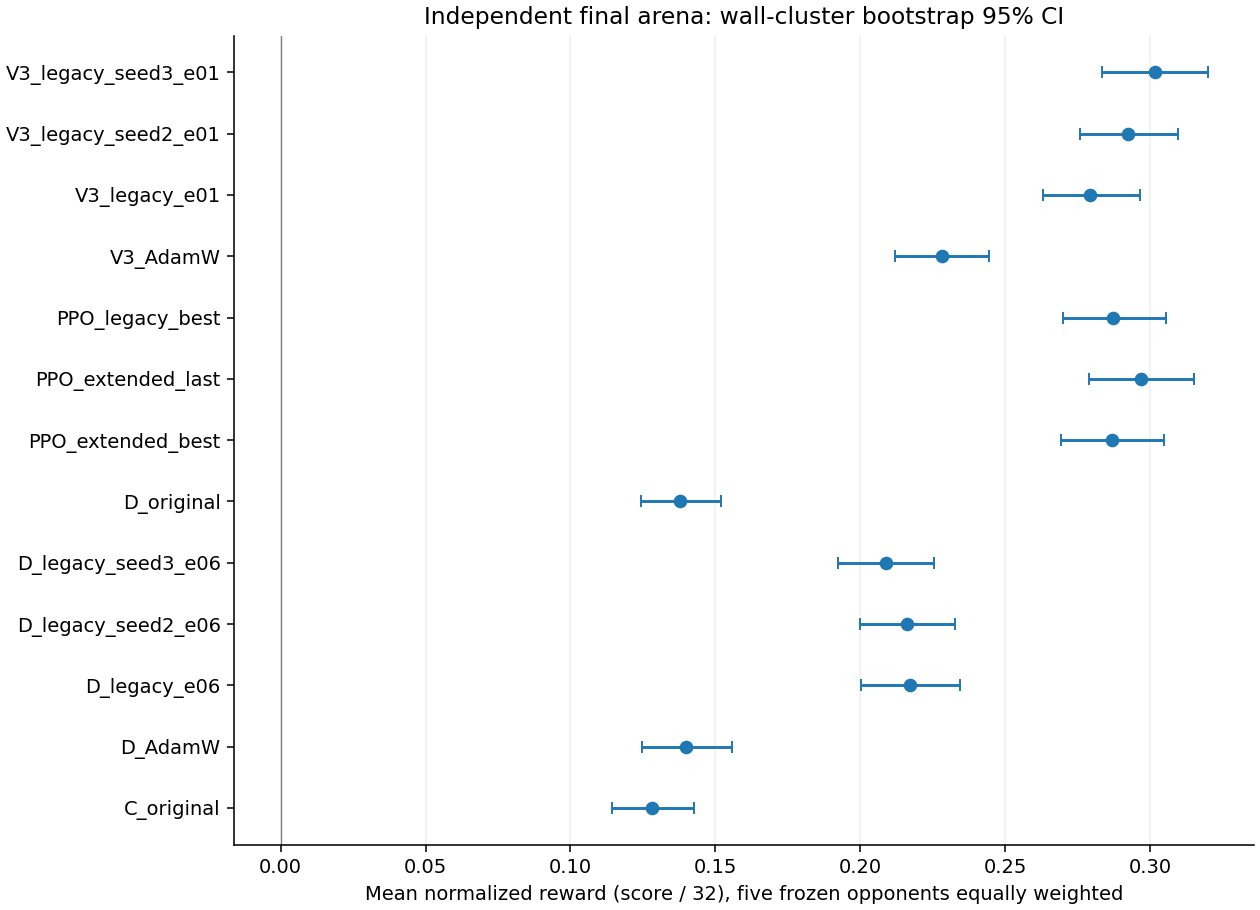 Independent final arena: wall-cluster bootstrap 95% CI
V3_legacy_seed3_e01
V3_legacy_seed2_e01
V3_legacy_e01
V3_AdamW
PPO_legacy_best
PPO_extended_last
PPO_extended_best
D_original
D_legacy_seed3_e06
D_legacy_seed2_e06
D_legacy_e06
D_AdamW
C_original
0.00 0.05 0.10 0.15 0.20 0.25 0.30
Mean normalized reward (score / 32), five frozen opponents equally weighted